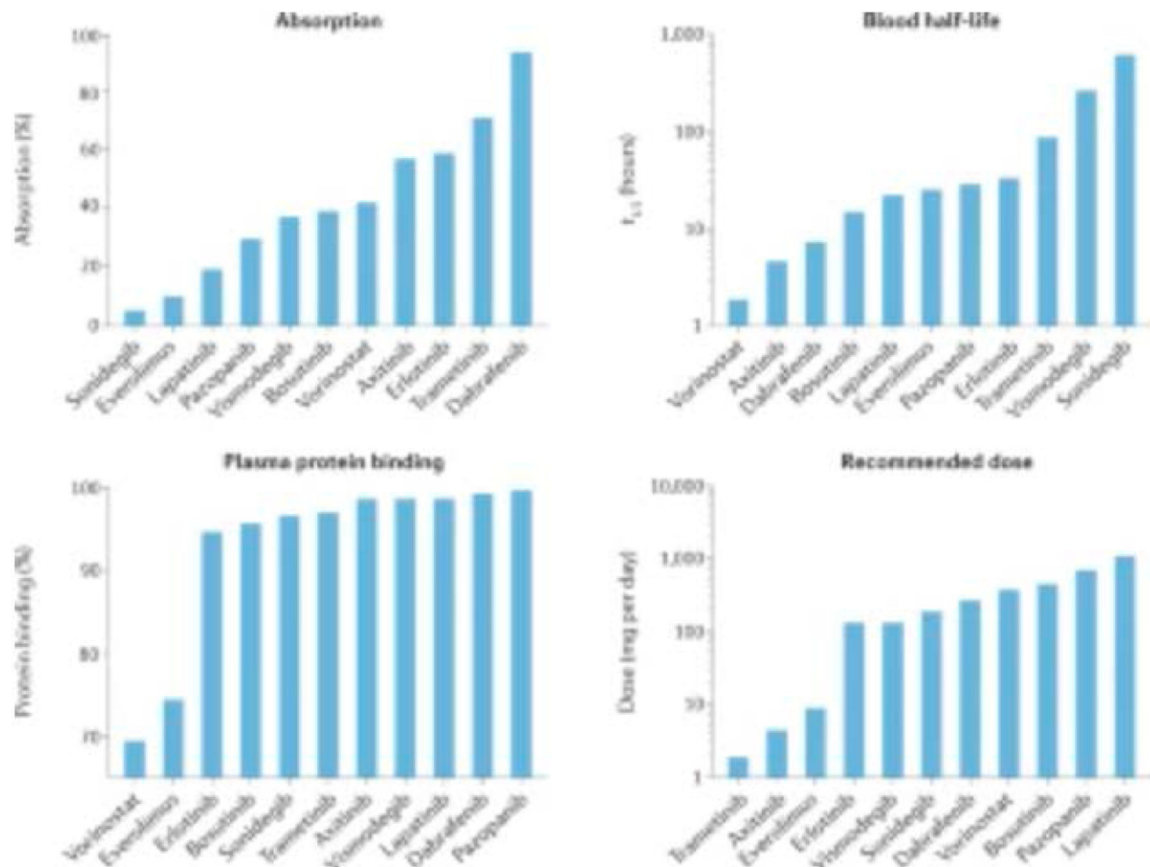 Absorption
Absorption (%)
100
80
60
40
20
0
Sonidegib
Everolimus
Lapatinib
Pazopanib
Vismodegib
Bosutinib
Vorinostat
Axitinib
Erlotinib
Trametinib
Dabrafenib
Blood half-life
t1/2 (hours)
1,000
100
10
1
Vorinostat
Axitinib
Dabrafenib
Bosutinib
Lapatinib
Everolimus
Pazopanib
Erlotinib
Trametinib
Vismodegib
Sonidegib
Plasma protein binding
Protein binding (%)
100
90
80
70
Vorinostat
Everolimus
Erlotinib
Bosutinib
Sonidegib
Trametinib
Axitinib
Vismodegib
Lapatinib
Dabrafenib
Pazopanib
Recommended dose
Dose (mg per day)
10,000
1,000
100
10
1
Trametinib
Axitinib
Everolimus
Erlotinib
Vismodegib
Sonidegib
Dabrafenib
Vorinostat
Bosutinib
Pazopanib
Lapatinib